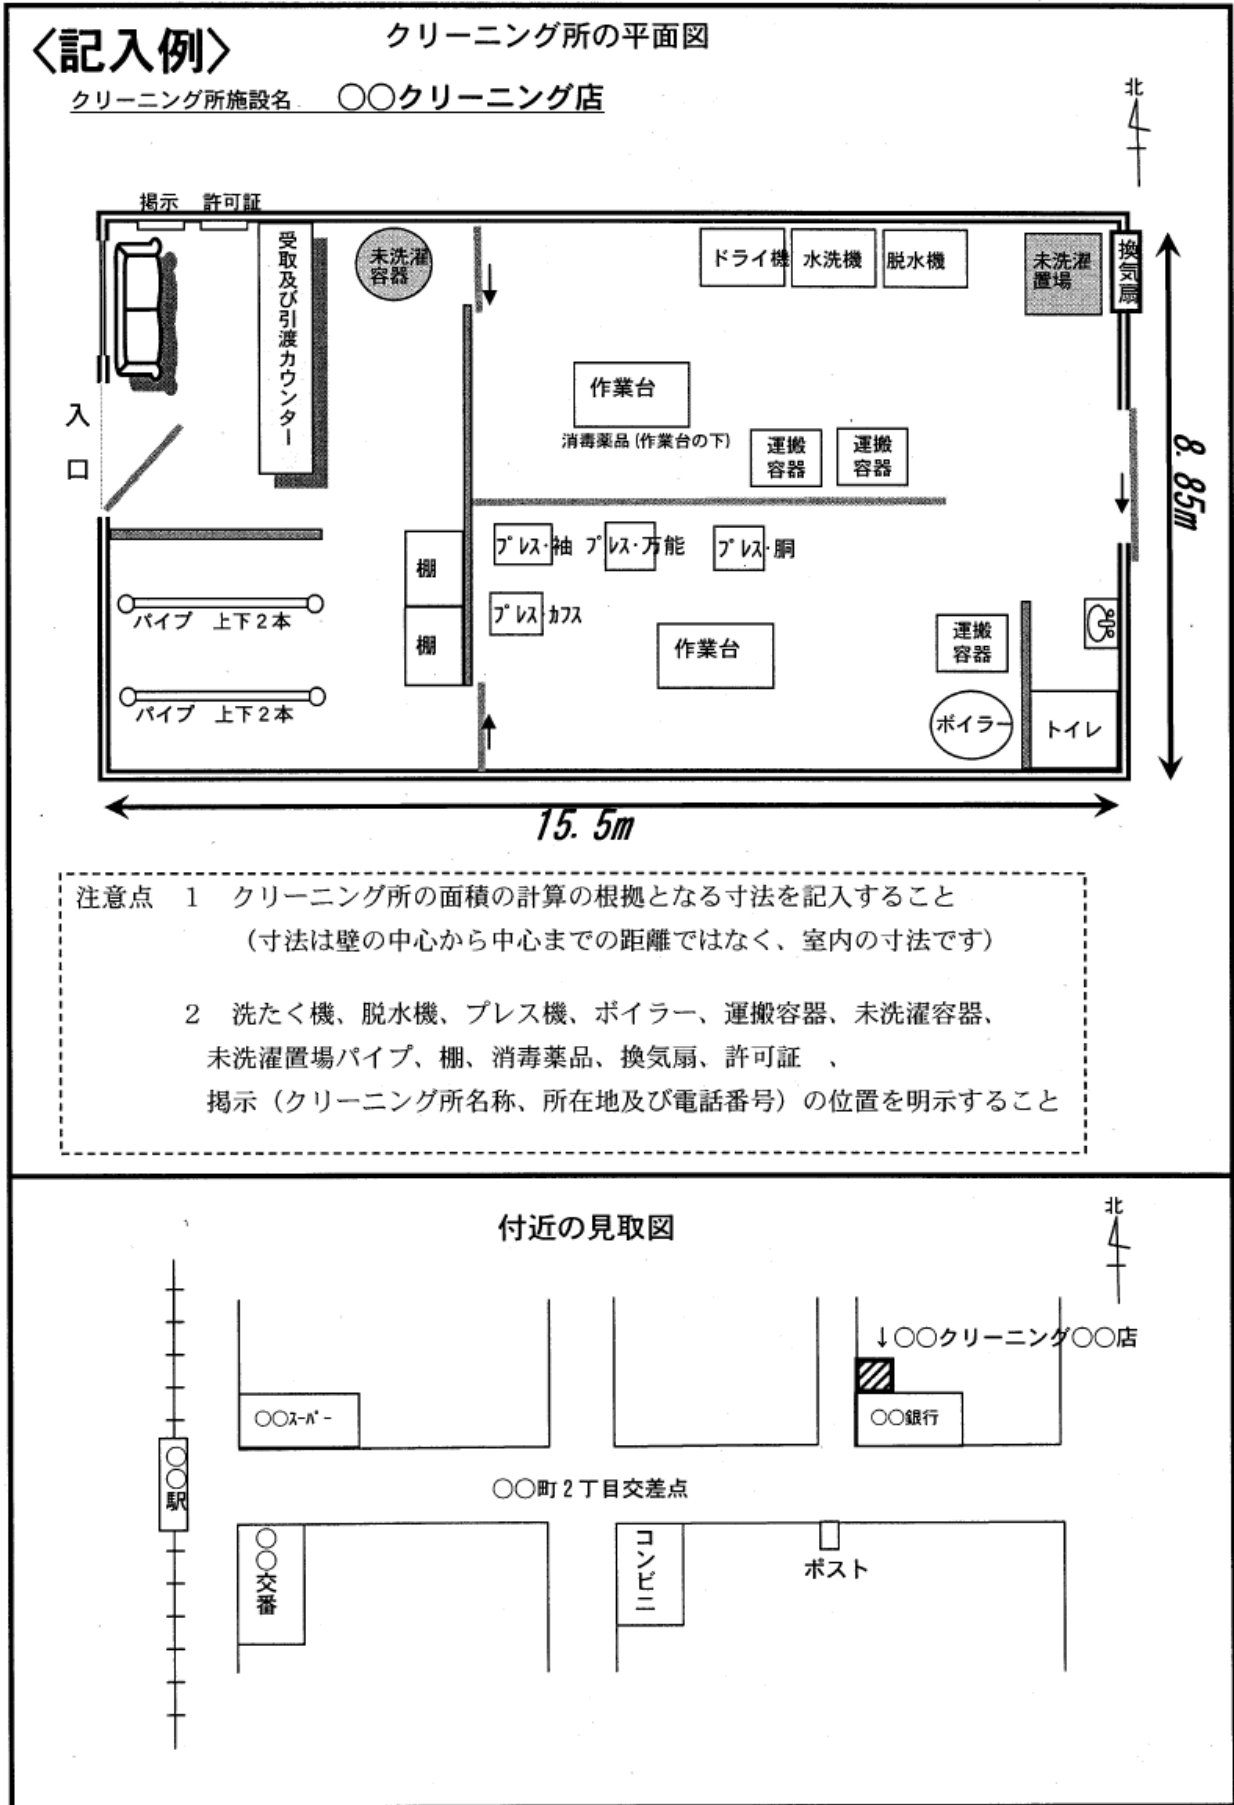 〈記入例〉
クリーニング所の平面図
クリーニング所施設名 ○○クリーニング店
北
掲示 許可証
受取及び引渡カウンター
未洗濯
容器
ドライ機
水洗機
脱水機
未洗濯
置場
換気扇
作業台
消毒薬品(作業台の下)
運搬
容器
運搬
容器
入
口
8.85m
プレス・袖
プレス・万能
プレス・胴
棚
プレス・カフス
棚
パイプ 上下2本
作業台
運搬
容器
パイプ 上下2本
ボイラー
トイレ
15.5m
注意点 1 クリーニング所の面積の計算の根拠となる寸法を記入すること
(寸法は壁の中心から中心までの距離ではなく、室内の寸法です)
2 洗たく機、脱水機、プレス機、ボイラー、運搬容器、未洗濯容器、
未洗濯置場パイプ、棚、消毒薬品、換気扇、許可証 、
掲示(クリーニング所名称、所在地及び電話番号)の位置を明示すること
付近の見取図
北
↓○○クリーニング○○店
○○スーパー
○○銀行
○○駅
○○町2丁目交差点
○○交番
コンビニ
ポスト